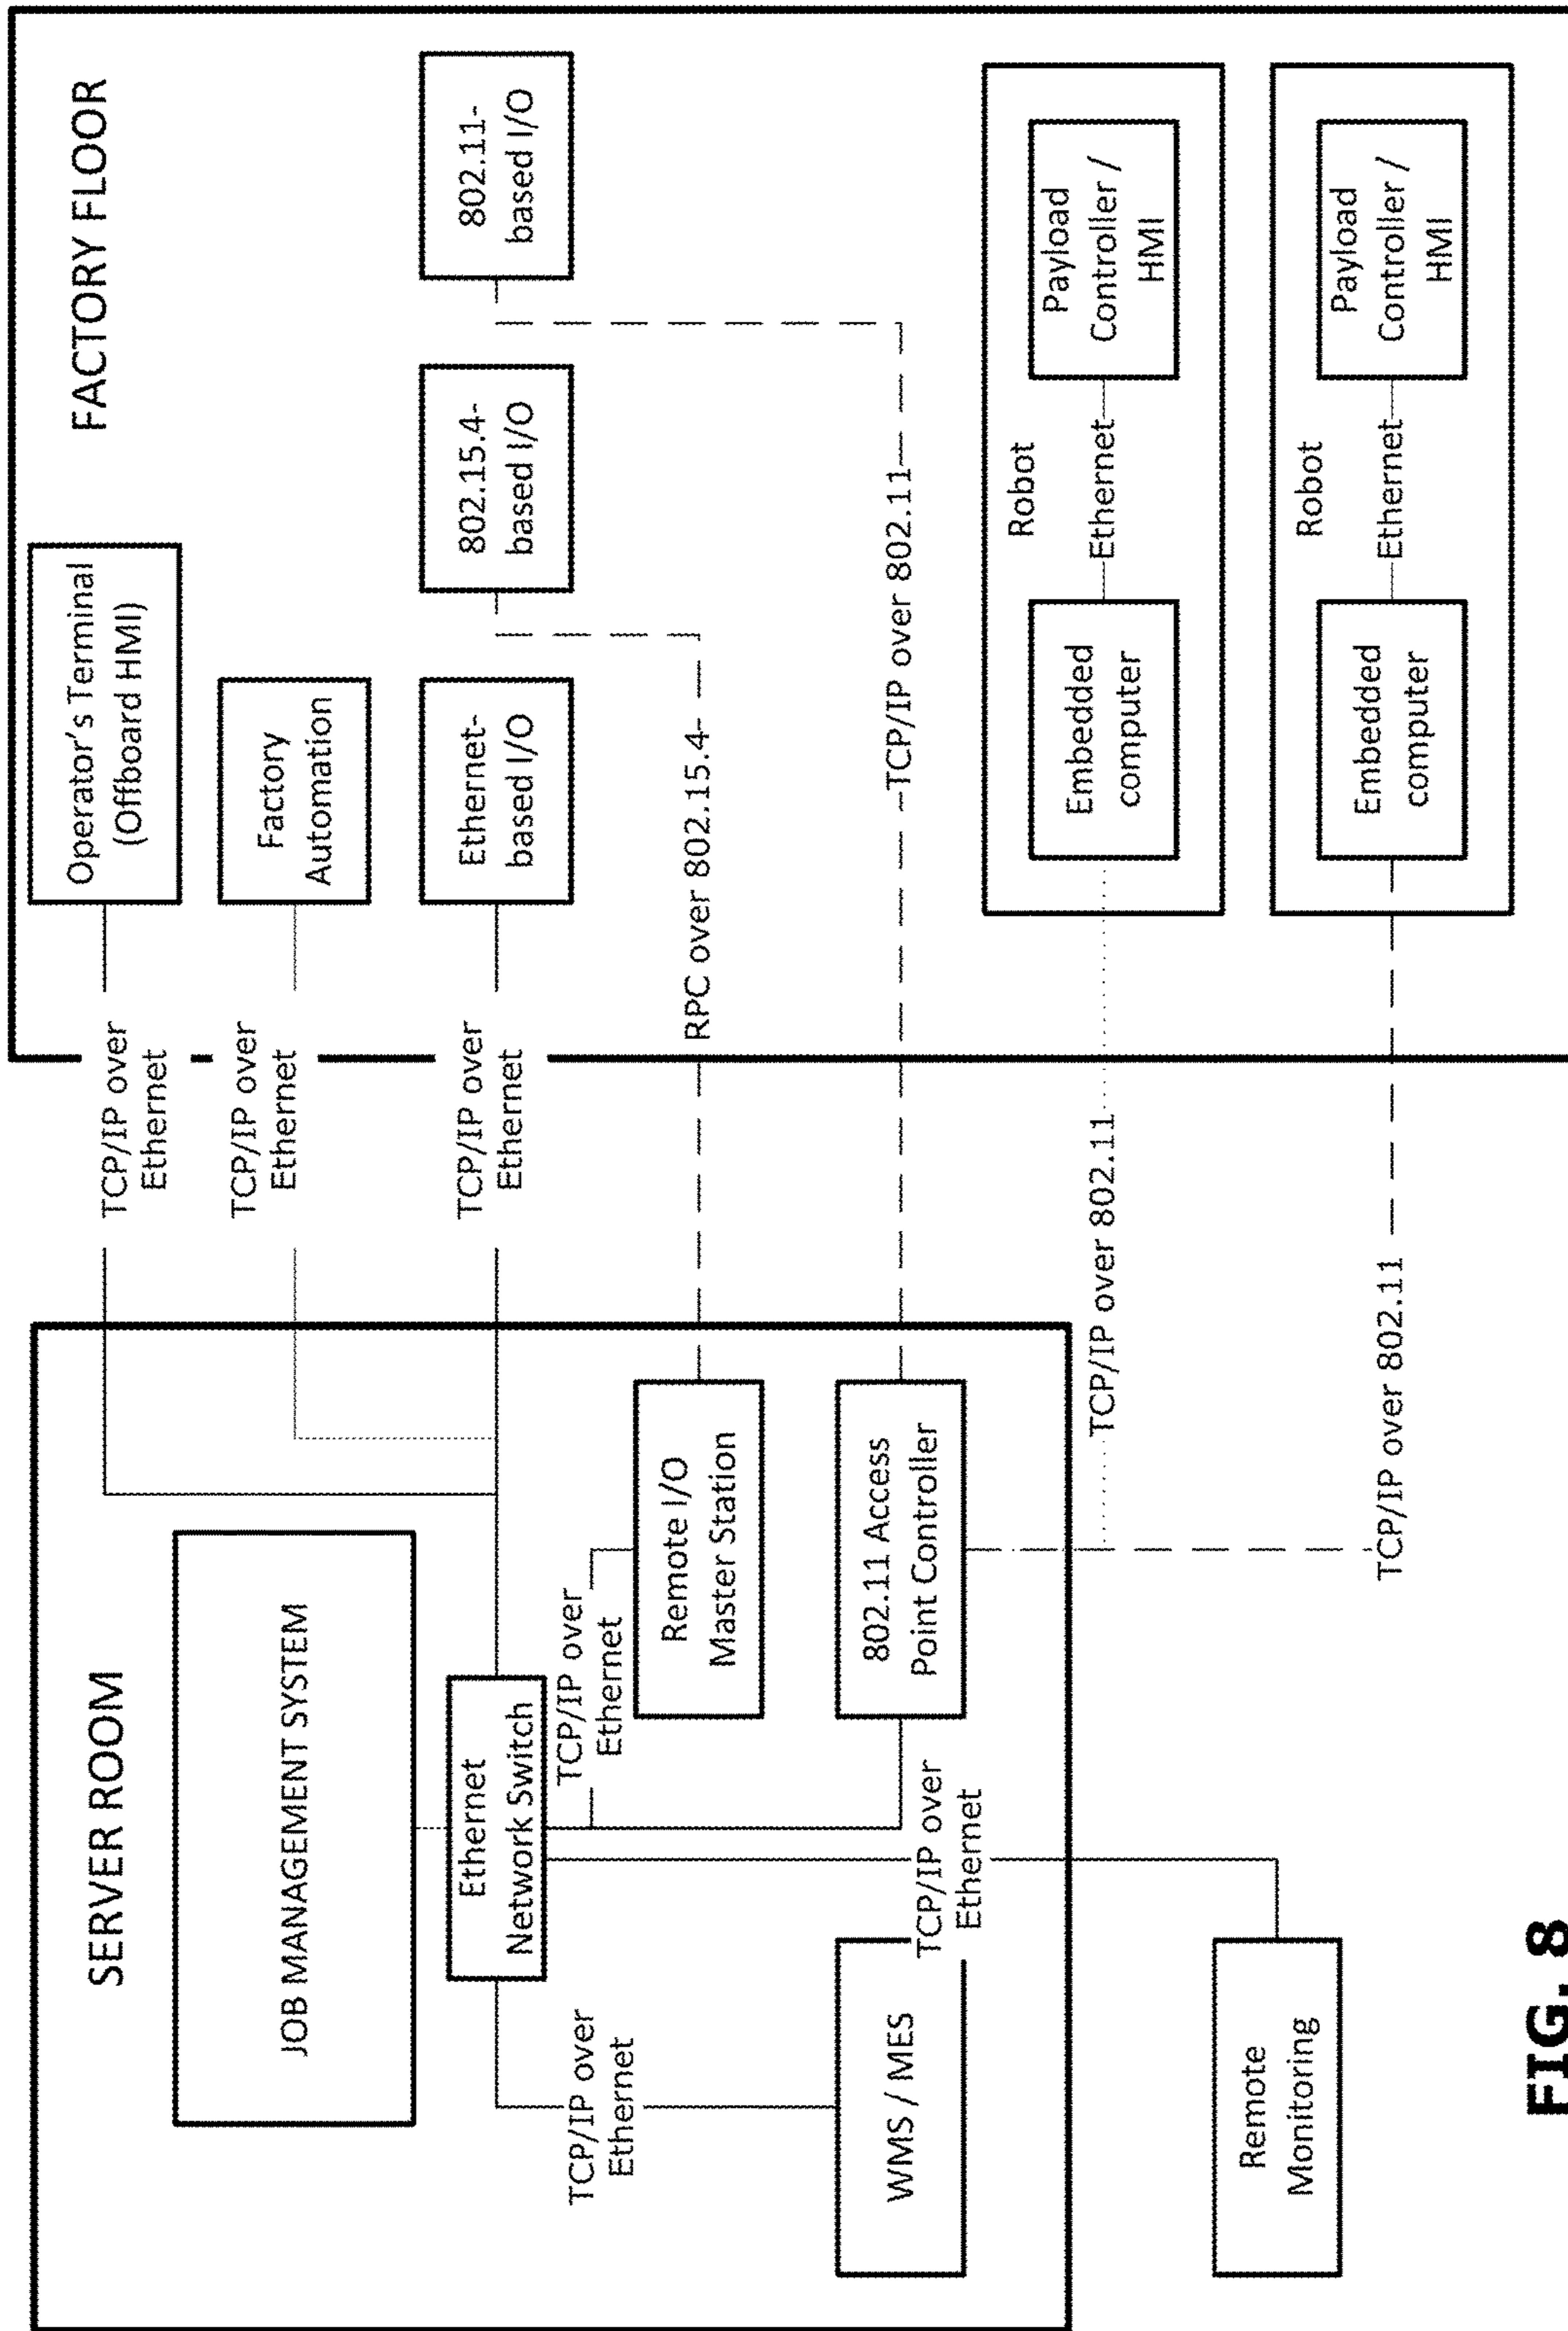 SERVER ROOM
JOB MANAGEMENT SYSTEM
Ethernet
Network Switch
TCP/IP over
Ethernet
TCP/IP over
Ethernet
Remote I/O
Master Station
802.11 Access
Point Controller
WMS / MES
TCP/IP over
Ethernet
Remote
Monitoring
TCP/IP over
Ethernet
TCP/IP over
Ethernet
TCP/IP over
Ethernet
TCP/IP over 802.11
TCP/IP over 802.11
FACTORY FLOOR
Operator's Terminal
(Offboard HMI)
Factory
Automation
Ethernet-
based I/O
802.15.4-
based I/O
802.11-
based I/O
RPC over 802.15.4
TCP/IP over 802.11
Robot
Embedded
computer
Ethernet
Payload
Controller /
HMI
Robot
Embedded
computer
Ethernet
Payload
Controller /
HMI
FIG. 8